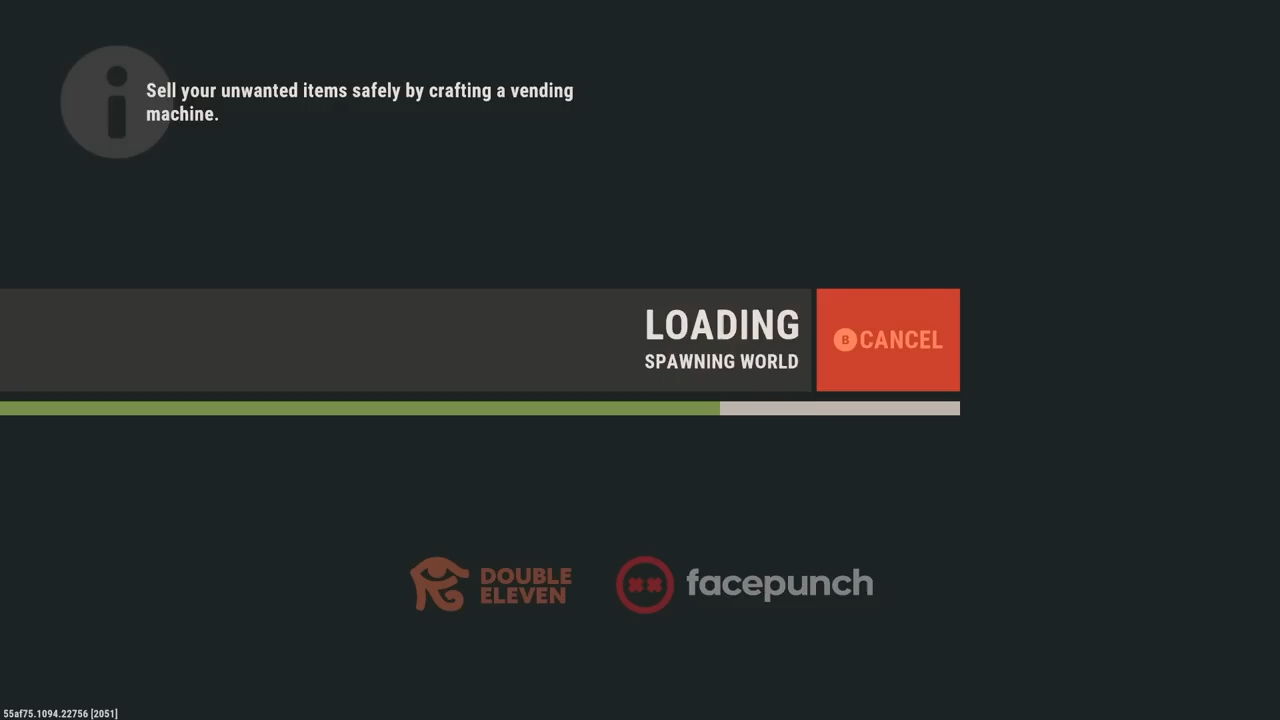 Sell your unwanted items safely by crafting a vending
machine.
LOADING
SPAWNING WORLD
B CANCEL
DOUBLE
ELEVEN
facepunch
55af75.1094.22756 [2051]